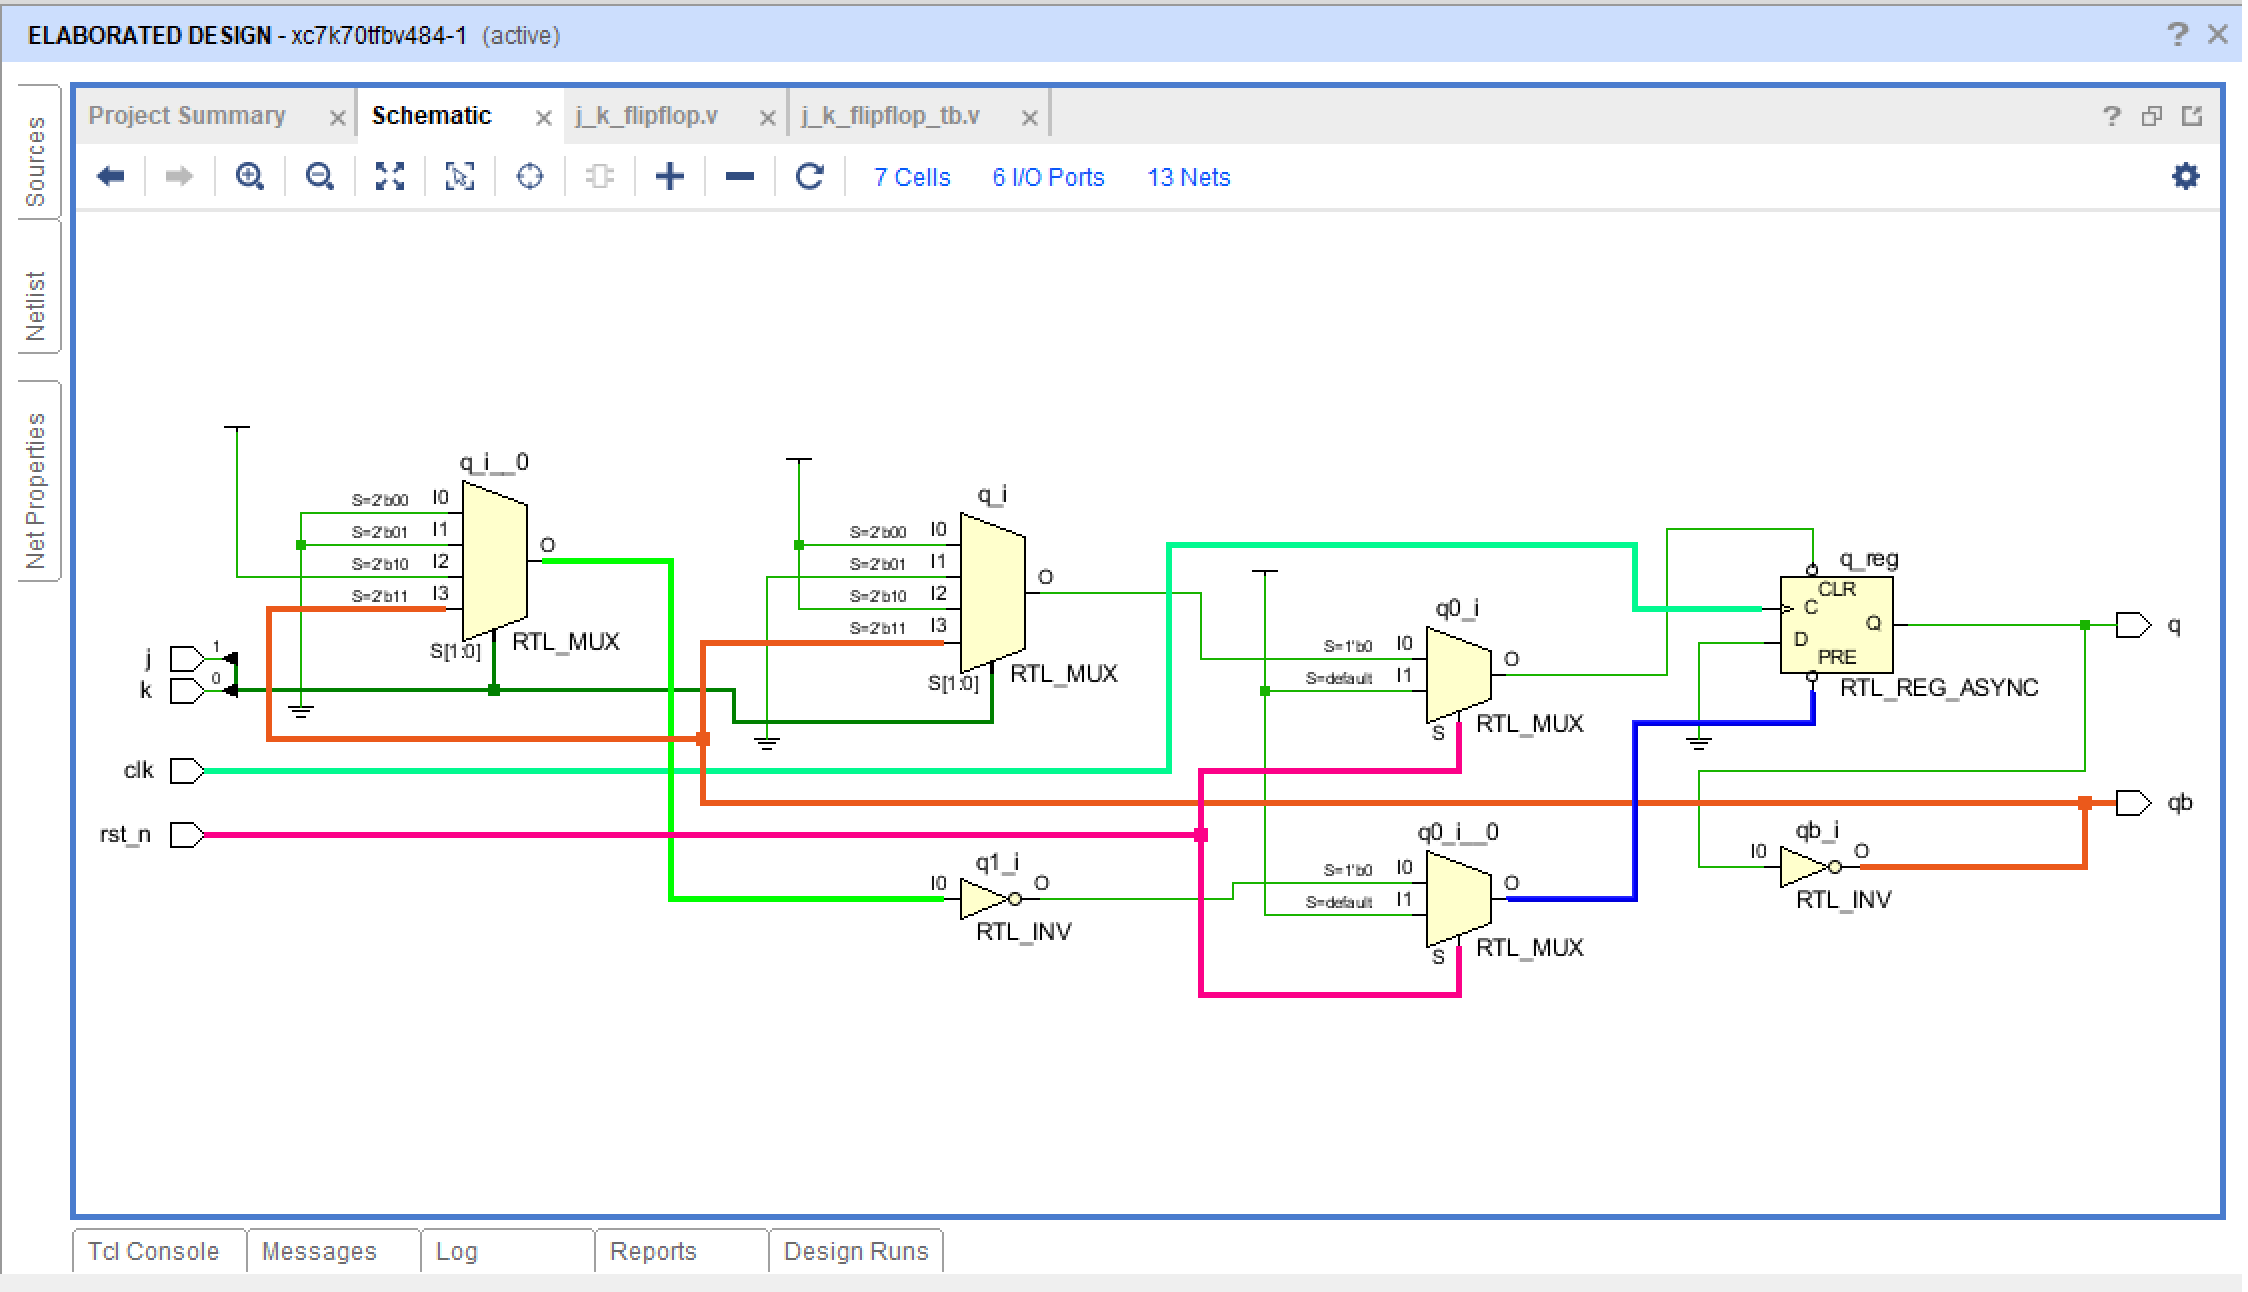 ELABORATED DESIGN - xc7k70tfbv484-1 (active)
Sources
Netlist
Net Properties
Project Summary
Schematic
j_k_flipflop.v
j_k_flipflop_tb.v
7 Cells 6 I/O Ports 13 Nets
q_i__0
S=2'b00 I0
S=2'b01 I1
S=2'b10 I2
S=2'b11 I3
O
S[1:0]
RTL_MUX
q_i
S=2'b00 I0
S=2'b01 I1
S=2'b10 I2
S=2'b11 I3
O
S[1:0]
RTL_MUX
q0_i
S=1'b0 I0
S=default I1
O
S
RTL_MUX
q_reg
CLR
C
D
Q
PRE
RTL_REG_ASYNC
j 1
k 0
clk
rst_n
q
qb
q1_i
I0
O
RTL_INV
q0_i__0
S=1'b0 I0
S=default I1
O
S
RTL_MUX
qb_i
I0
O
RTL_INV
Tcl Console
Messages
Log
Reports
Design Runs